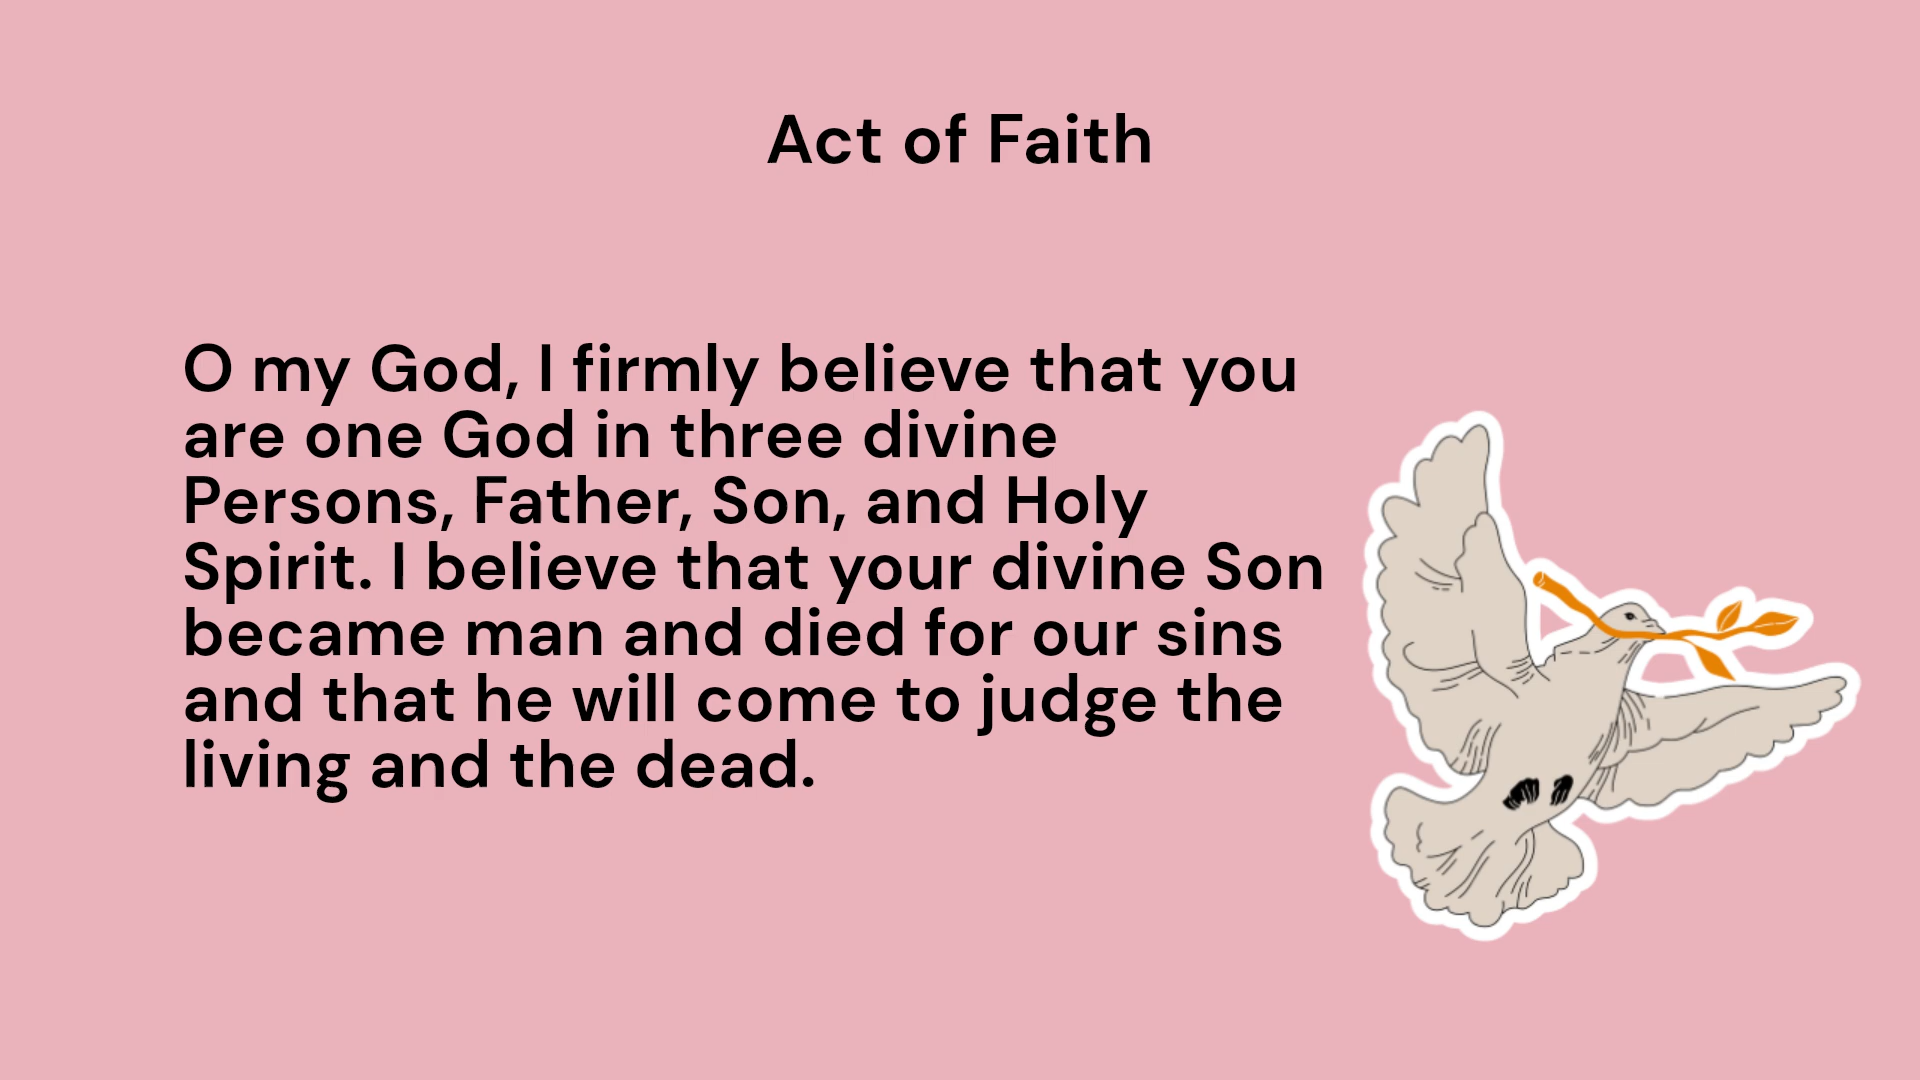 Act of Faith
O my God, I firmly believe that you
are one God in three divine
Persons, Father, Son, and Holy
Spirit. I believe that your divine Son
became man and died for our sins
and that he will come to judge the
living and the dead.